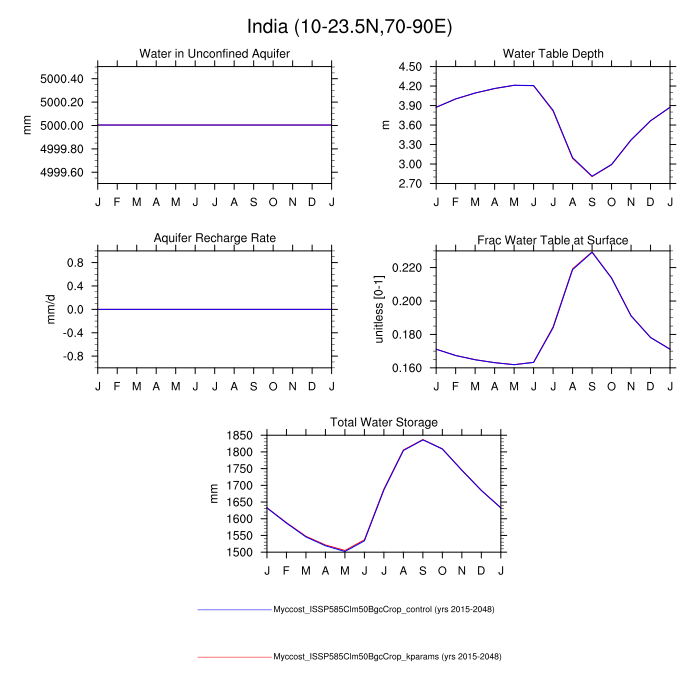 India (10-23.5N,70-90E)
Water in Unconfined Aquifer
5000.40
5000.20
5000.00
4999.80
4999.60
mm
J F M A M J J A S O N D J
Water Table Depth
4.50
4.20
3.90
3.60
3.30
3.00
2.70
m
J F M A M J J A S O N D J
Aquifer Recharge Rate
0.8
0.4
0.0
-0.4
-0.8
mm/d
J F M A M J J A S O N D J
Frac Water Table at Surface
0.220
0.200
0.180
0.160
unitless [0-1]
J F M A M J J A S O N D J
Total Water Storage
1850
1800
1750
1700
1650
1600
1550
1500
mm
J F M A M J J A S O N D J
Myccost_ISSP585Clm50BgcCrop_control (yrs 2015-2048)
Myccost_ISSP585Clm50BgcCrop_kparams (yrs 2015-2048)